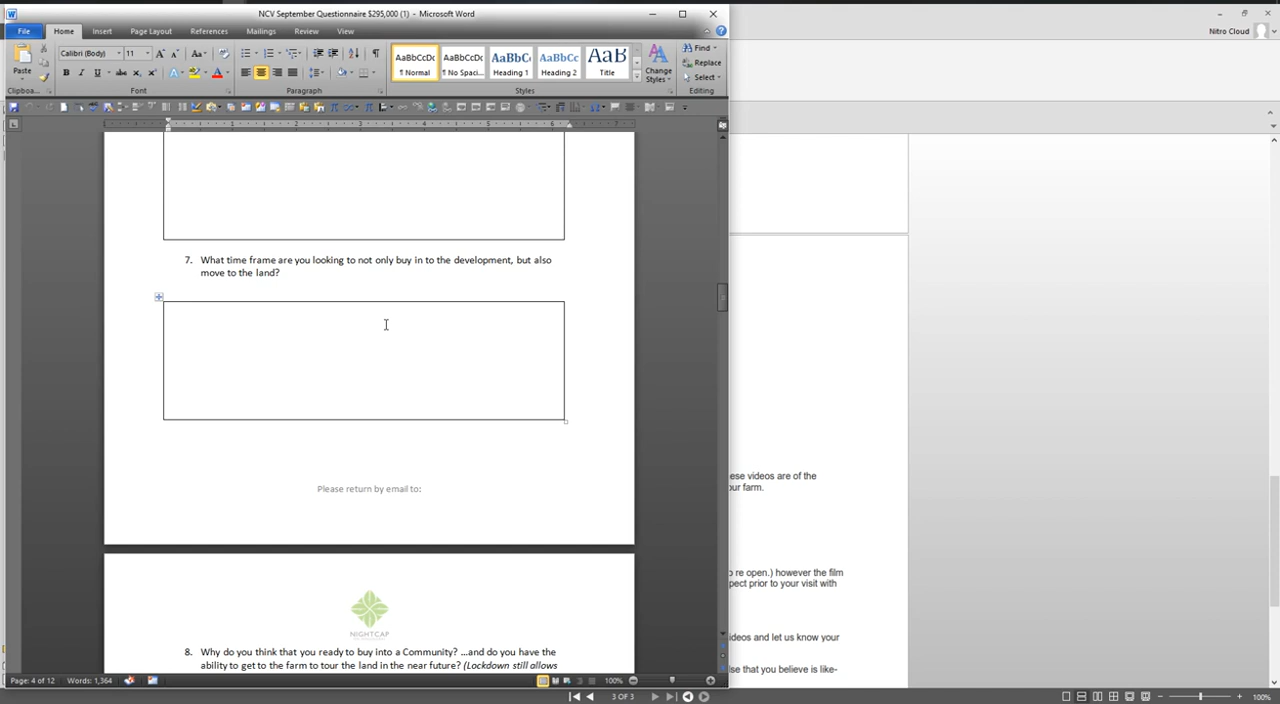 NCV September Questionnaire $295,000 (1) - Microsoft Word
Nitro Cloud
File Home Insert Page Layout References Mailings Review View
Calibri (Body) 11
Paste
AaBbCcDc AaBbCcDc AaBbCc AaBbCc AaB
¶ Normal ¶ No Spaci... Heading 1 Heading 2 Title
Change Styles
Find
Replace
Select
Clipboa... Font Paragraph Styles Editing
7. What time frame are you looking to not only buy in to the development, but also
move to the land?
Please return by email to:
NIGHTCAP
8. Why do you think that you ready to buy into a Community? ...and do you have the
ability to get to the farm to tour the land in the near future? (Lockdown still allows
ese videos are of the
our farm.
o re open.) however the film
pect prior to your visit with
ideos and let us know your
lse that you believe is like-
Page: 4 of 12 Words: 1,364 100%
3 OF 3 100%